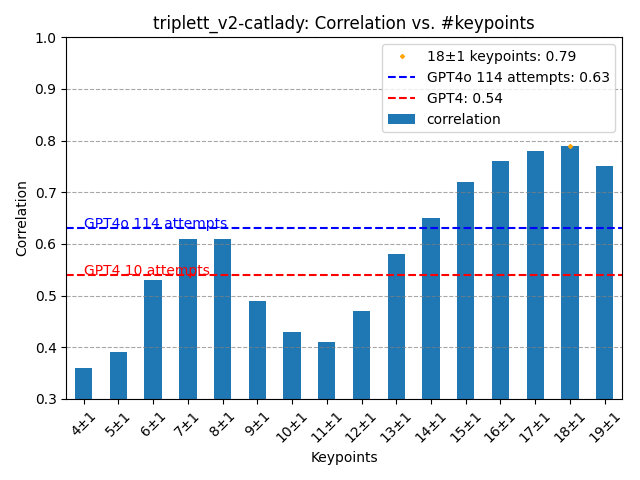 triplett_v2-catlady: Correlation vs. #keypoints
18±1 keypoints: 0.79
GPT4o 114 attempts: 0.63
GPT4: 0.54
correlation
1.0
0.9
0.8
0.7
0.6
0.5
0.4
0.3
Correlation
GPT4o 114 attempts
GPT4 10 attempts
4±1
5±1
6±1
7±1
8±1
9±1
10±1
11±1
12±1
13±1
14±1
15±1
16±1
17±1
18±1
19±1
Keypoints